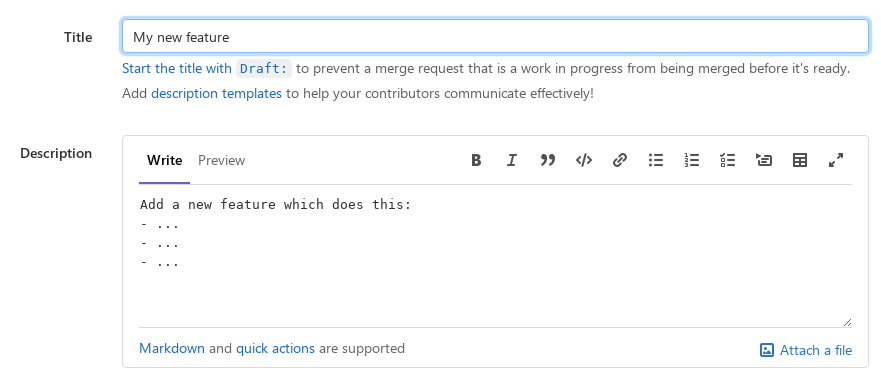 Title
My new feature
Start the title with Draft: to prevent a merge request that is a work in progress from being merged before it's ready.
Add description templates to help your contributors communicate effectively!
Description
Write Preview
Add a new feature which does this:
- ...
- ...
- ...
Markdown and quick actions are supported
Attach a file